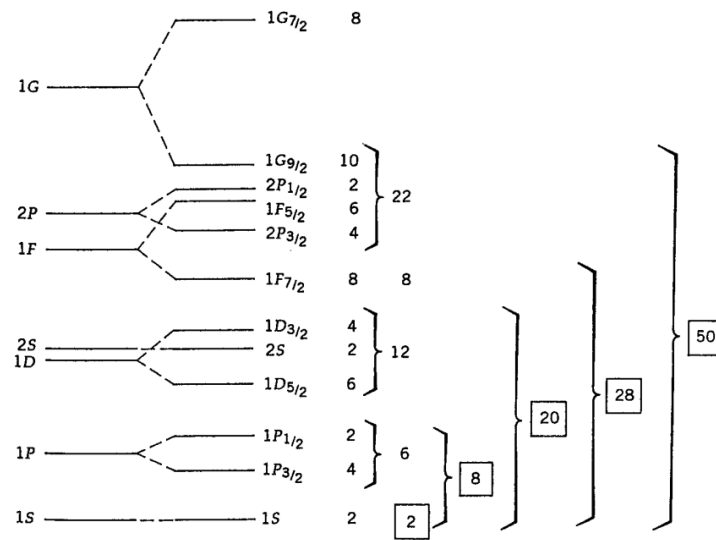 1G7/2 8
1G
1G9/2 10
2P1/2 2 22
2P 1F5/2 6
2P3/2 4
1F
1F7/2 8 8
1D3/2 4
2S 2S 2 12 50
1D
1D5/2 6 28
20
1P1/2 2
1P 6
1P3/2 4 8
1S 1S 2 2